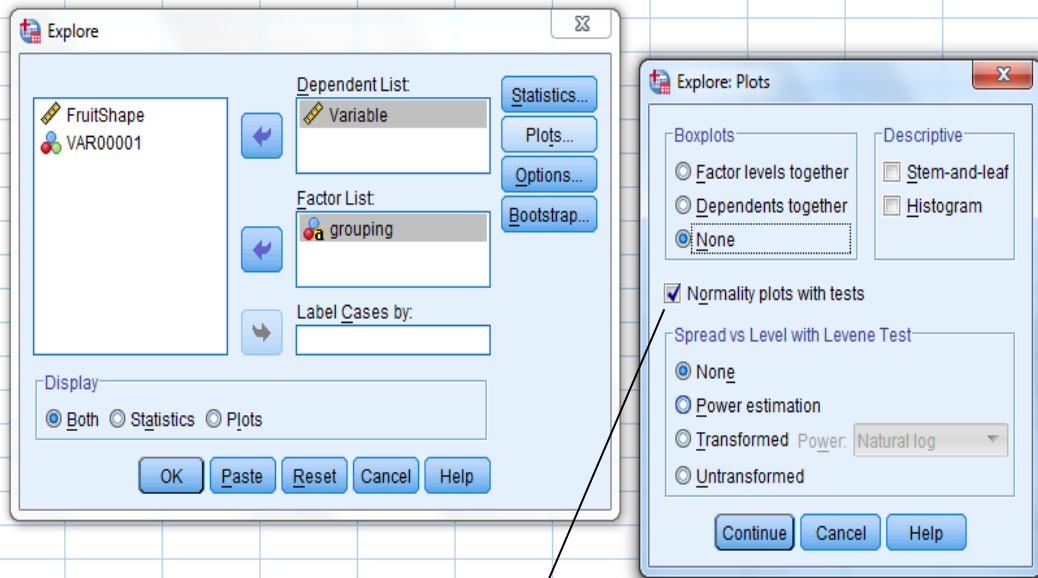 Explore
FruitShape
VAR00001
Dependent List:
Variable
Factor List:
grouping
Label Cases by:
Statistics...
Plots...
Options...
Bootstrap...
Display
Both Statistics Plots
OK Paste Reset Cancel Help
Explore: Plots
Boxplots
Factor levels together
Dependents together
None
Descriptive
Stem-and-leaf
Histogram
Normality plots with tests
Spread vs Level with Levene Test
None
Power estimation
Transformed Power: Natural log
Untransformed
Continue Cancel Help